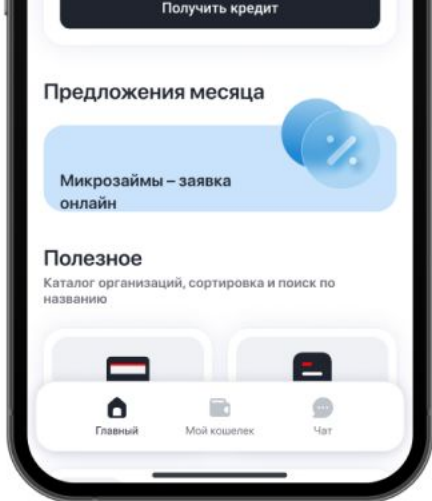 Получить кредит
Предложения месяца
Микрозаймы – заявка
онлайн
Полезное
Каталог организаций, сортировка и поиск по
названию
Главный
Мой кошелек
Чат